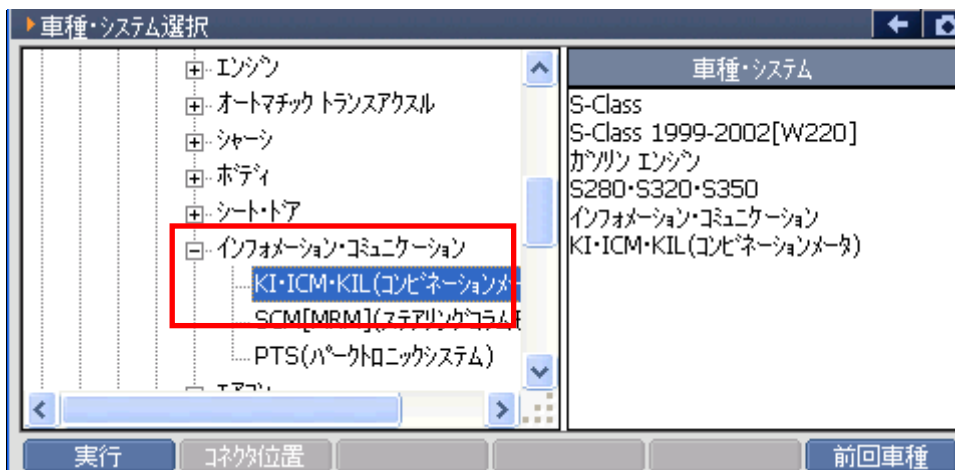 車種・システム選択
エンジン
オートマチック トランスアクスル
シャーシ
ボディ
シート・ドア
インフォメーション・コミュニケーション
KI・ICM・KIL(コンビネーションメー
SCM[MRM](ステアリングコラム
PTS(パークトロニックシステム)
エアコン
車種・システム
S-Class
S-Class 1999-2002[W220]
ガソリン エンジン
S280・S320・S350
インフォメーション・コミュニケーション
KI・ICM・KIL(コンビネーションメータ)
実行
コネクタ位置
前回車種